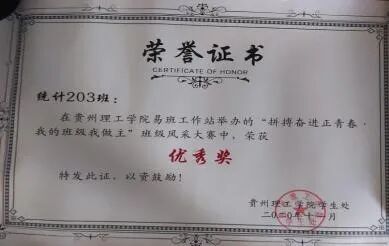 荣誉证书
CERTIFICATE OF HONOR
统计203班：
在贵州理工学院易班工作站举办的“拼搏奋进正青春·
我的班级我做主”班级风采大赛中，荣获
优秀奖
特发此证，以资鼓励！
贵州理工学院学生处
二〇二〇年十一月